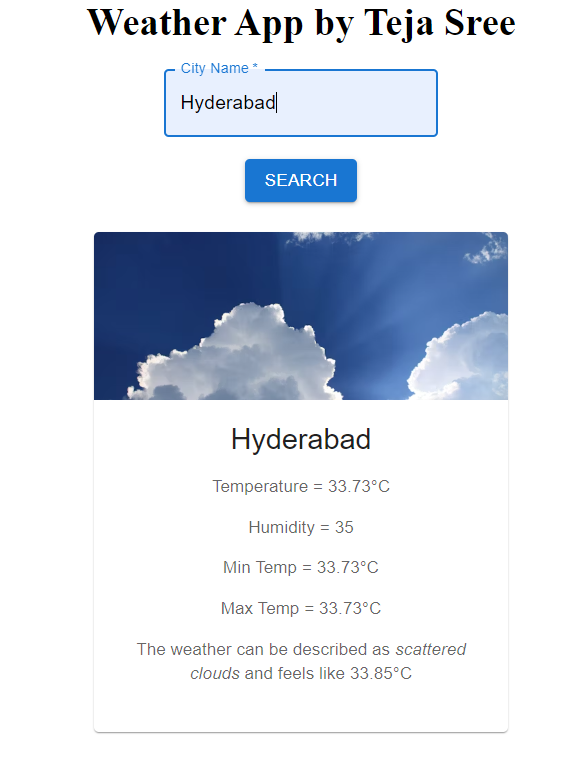 Weather App by Teja Sree
City Name *
Hyderabad
SEARCH
Hyderabad
Temperature = 33.73°C
Humidity = 35
Min Temp = 33.73°C
Max Temp = 33.73°C
The weather can be described as scattered
clouds and feels like 33.85°C